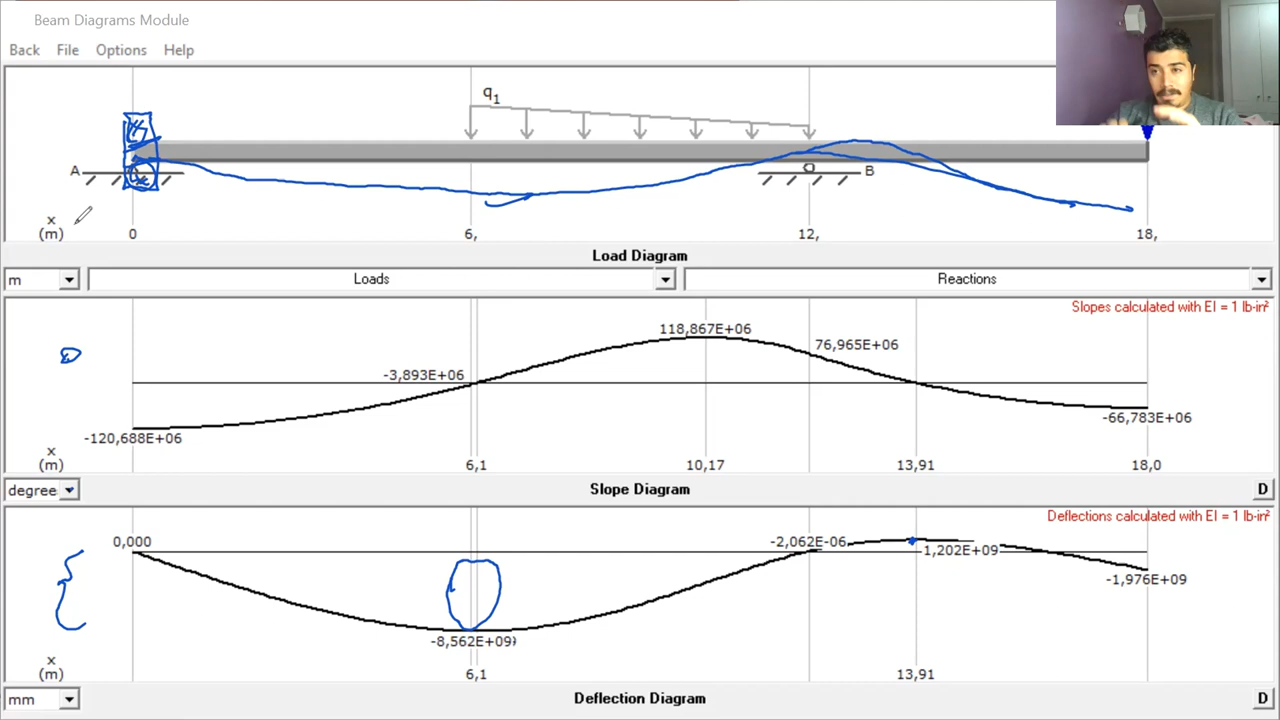 Beam Diagrams Module
Back File Options Help
q1
A
B
x
(m) 0 6, 12, 18,
Load Diagram
m Loads Reactions
Slopes calculated with EI = 1 lb-in²
118,867E+06
76,965E+06
-3,893E+06
-66,783E+06
-120,688E+06
x
(m) 6,1 10,17 13,91 18,0
degree Slope Diagram D
Deflections calculated with EI = 1 lb-in²
0,000 -2,062E-06
1,202E+09
-1,976E+09
-8,562E+09
x
(m) 6,1 13,91
mm Deflection Diagram D